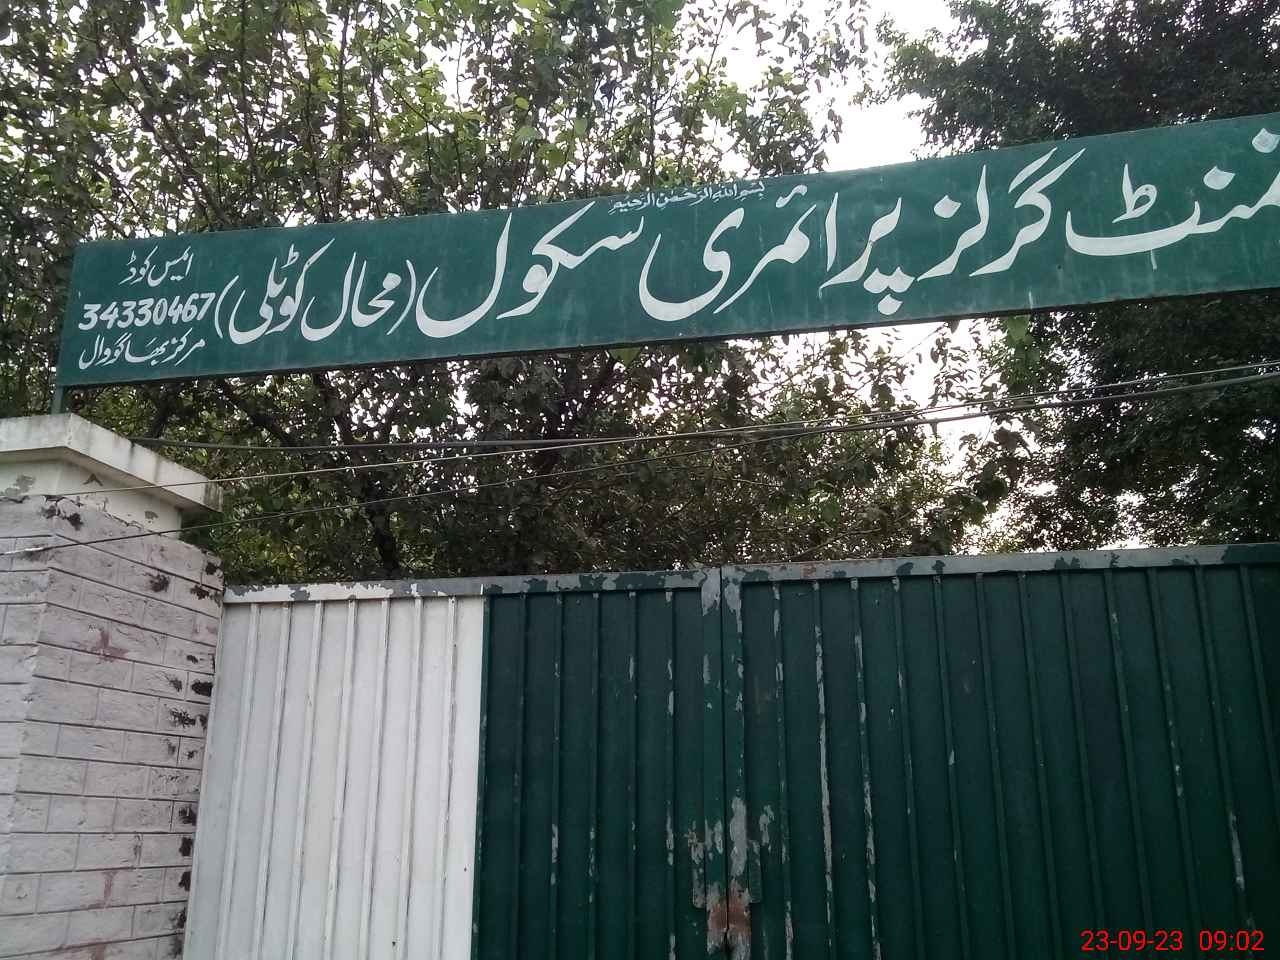 بسم اللہ الرحمن الرحیم
منٹ گرلز پرائمری سکول (محال کوٹلی)
ایمس کوڈ
34330467
مرکز بھاگووال
23-09-23 09:02